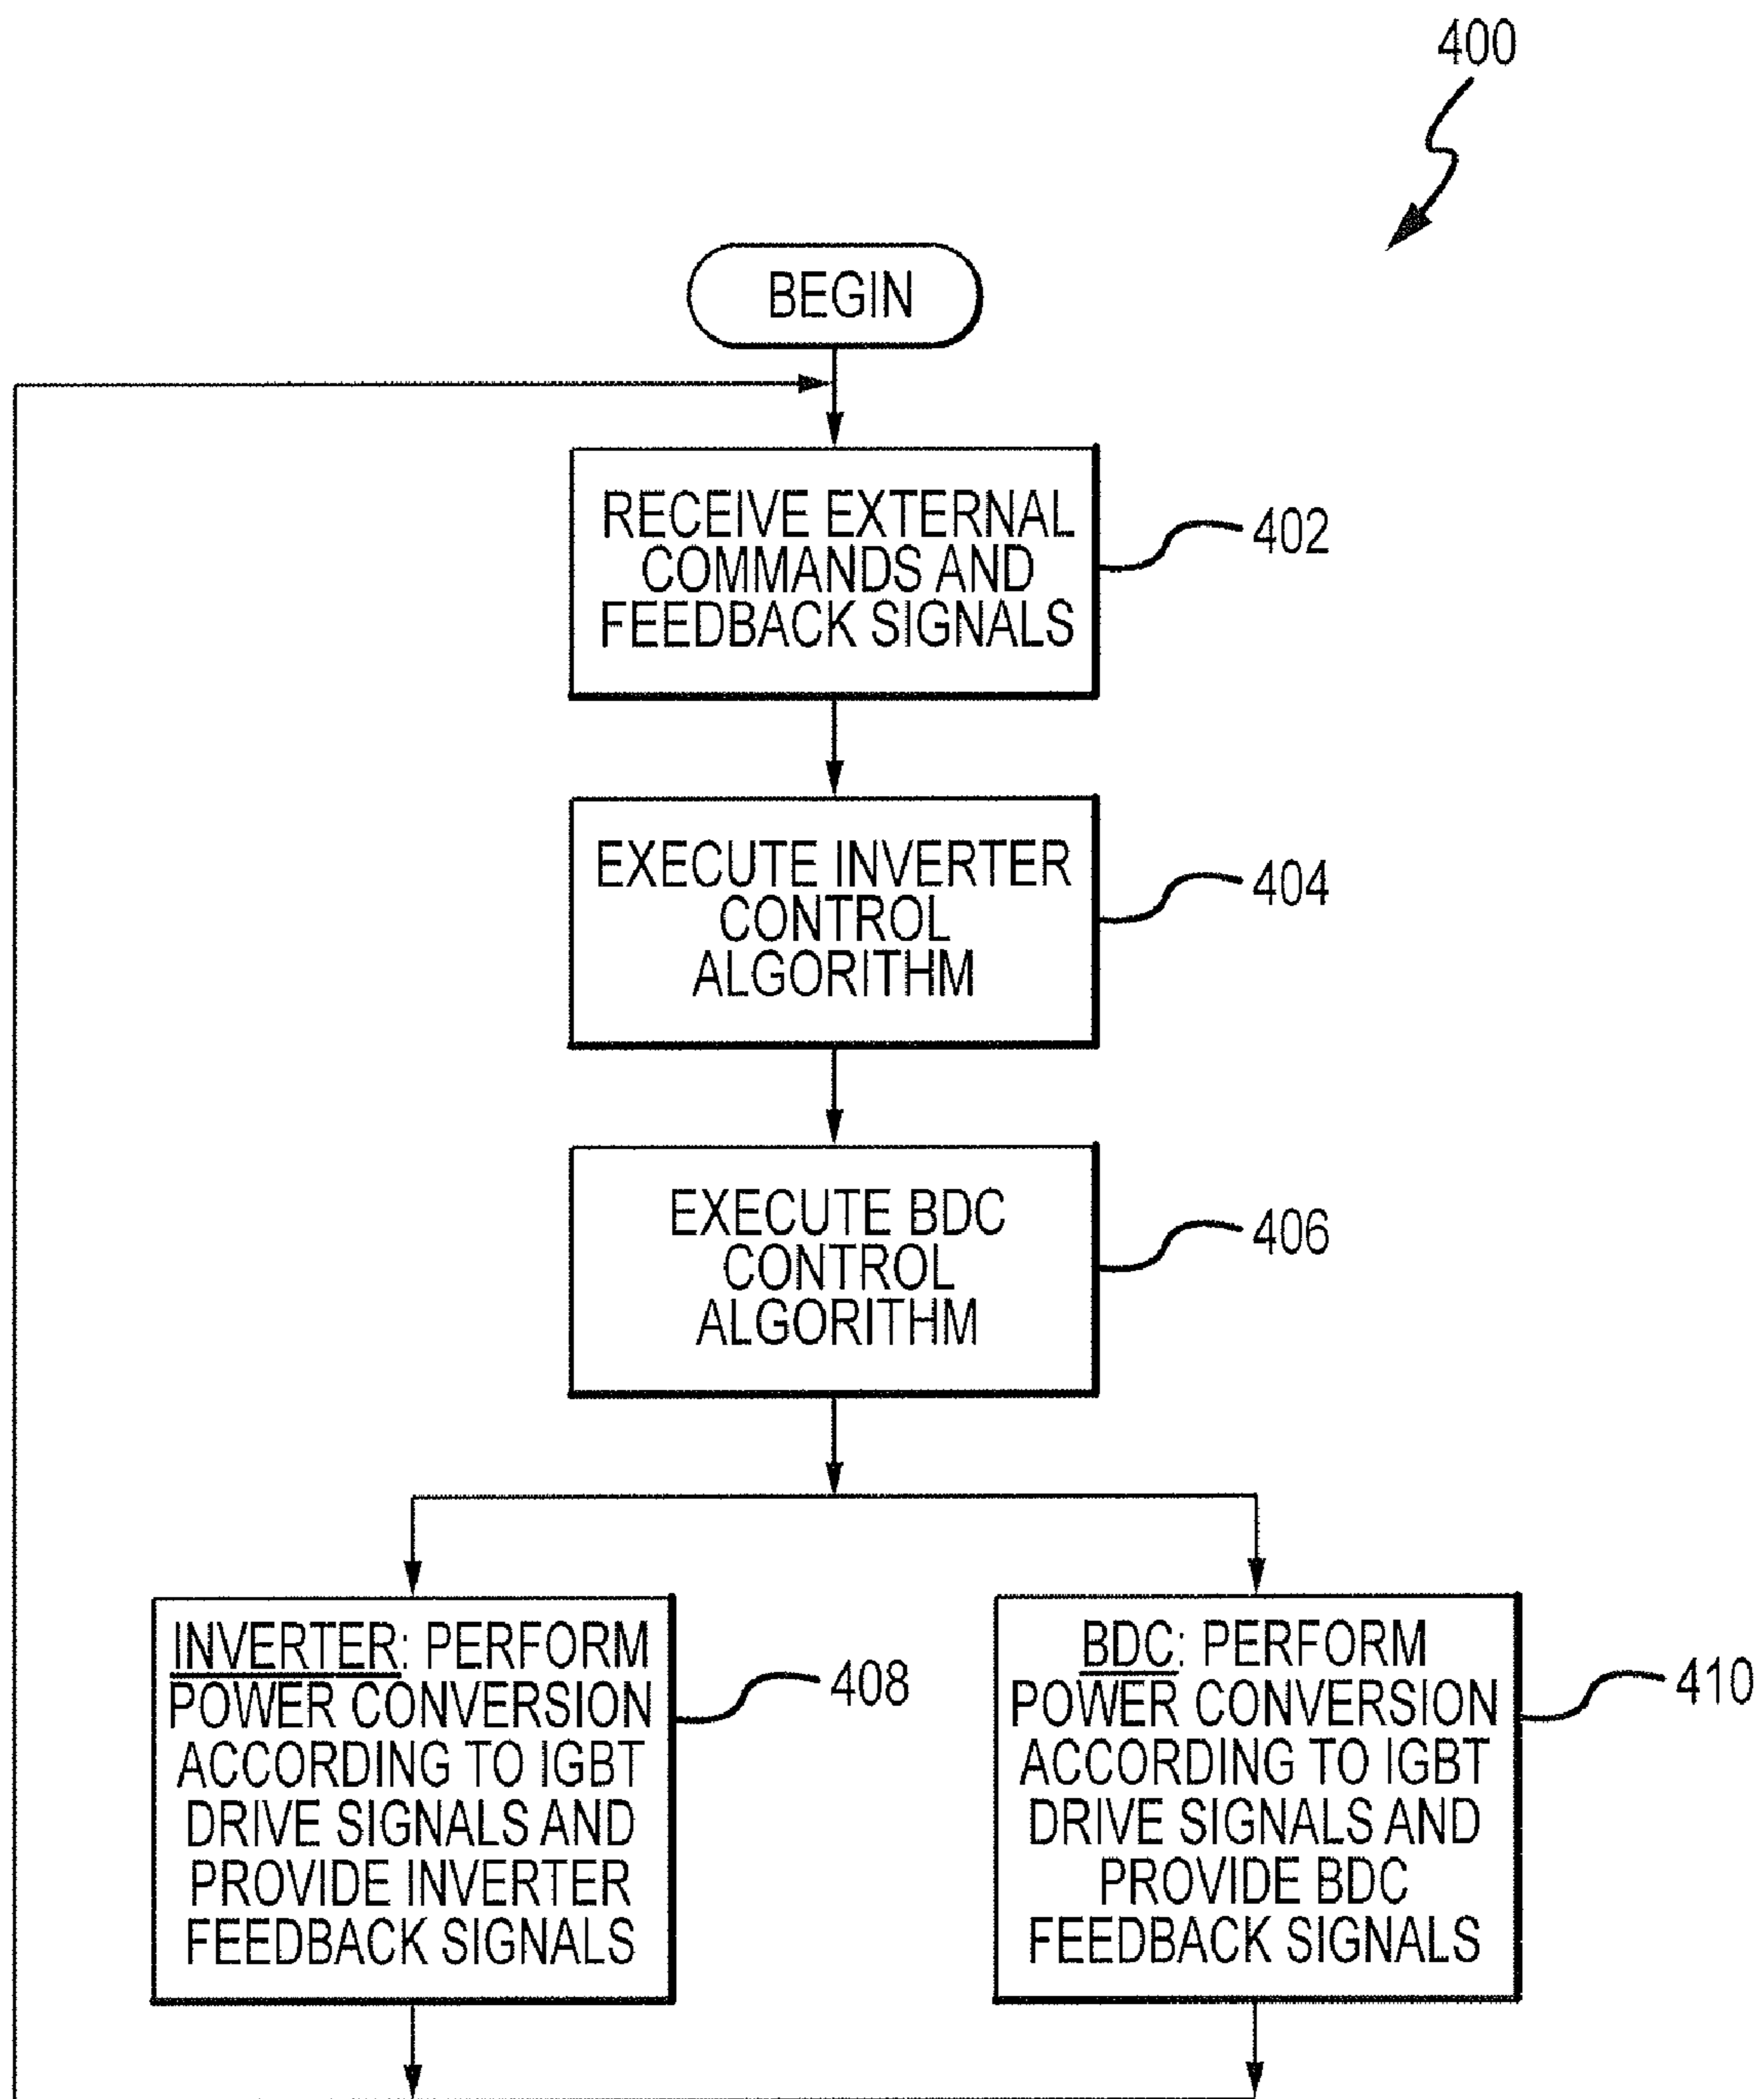 400
BEGIN
RECEIVE EXTERNAL
COMMANDS AND
FEEDBACK SIGNALS
402
EXECUTE INVERTER
CONTROL
ALGORITHM
404
EXECUTE BDC
CONTROL
ALGORITHM
406
INVERTER: PERFORM
POWER CONVERSION
ACCORDING TO IGBT
DRIVE SIGNALS AND
PROVIDE INVERTER
FEEDBACK SIGNALS
408
BDC: PERFORM
POWER CONVERSION
ACCORDING TO IGBT
DRIVE SIGNALS AND
PROVIDE BDC
FEEDBACK SIGNALS
410